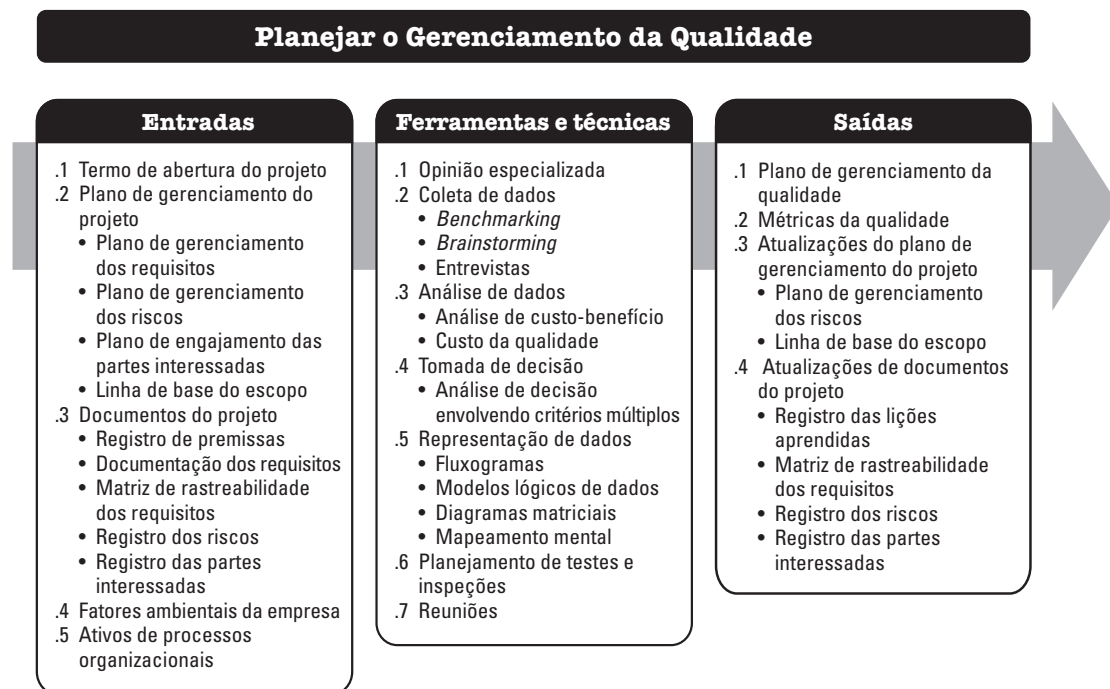 Planejar o Gerenciamento da Qualidade
Entradas
.1 Termo de abertura do projeto
.2 Plano de gerenciamento do
projeto
• Plano de gerenciamento
dos requisitos
• Plano de gerenciamento
dos riscos
• Plano de engajamento das
partes interessadas
• Linha de base do escopo
.3 Documentos do projeto
• Registro de premissas
• Documentação dos requisitos
• Matriz de rastreabilidade
dos requisitos
• Registro dos riscos
• Registro das partes
interessadas
.4 Fatores ambientais da empresa
.5 Ativos de processos
organizacionais
Ferramentas e técnicas
.1 Opinião especializada
.2 Coleta de dados
• Benchmarking
• Brainstorming
• Entrevistas
.3 Análise de dados
• Análise de custo-benefício
• Custo da qualidade
.4 Tomada de decisão
• Análise de decisão
envolvendo critérios múltiplos
.5 Representação de dados
• Fluxogramas
• Modelos lógicos de dados
• Diagramas matriciais
• Mapeamento mental
.6 Planejamento de testes e
inspeções
.7 Reuniões
Saídas
.1 Plano de gerenciamento da
qualidade
.2 Métricas da qualidade
.3 Atualizações do plano de
gerenciamento do projeto
• Plano de gerenciamento
dos riscos
• Linha de base do escopo
.4 Atualizações de documentos
do projeto
• Registro das lições
aprendidas
• Matriz de rastreabilidade
dos requisitos
• Registro dos riscos
• Registro das partes
interessadas